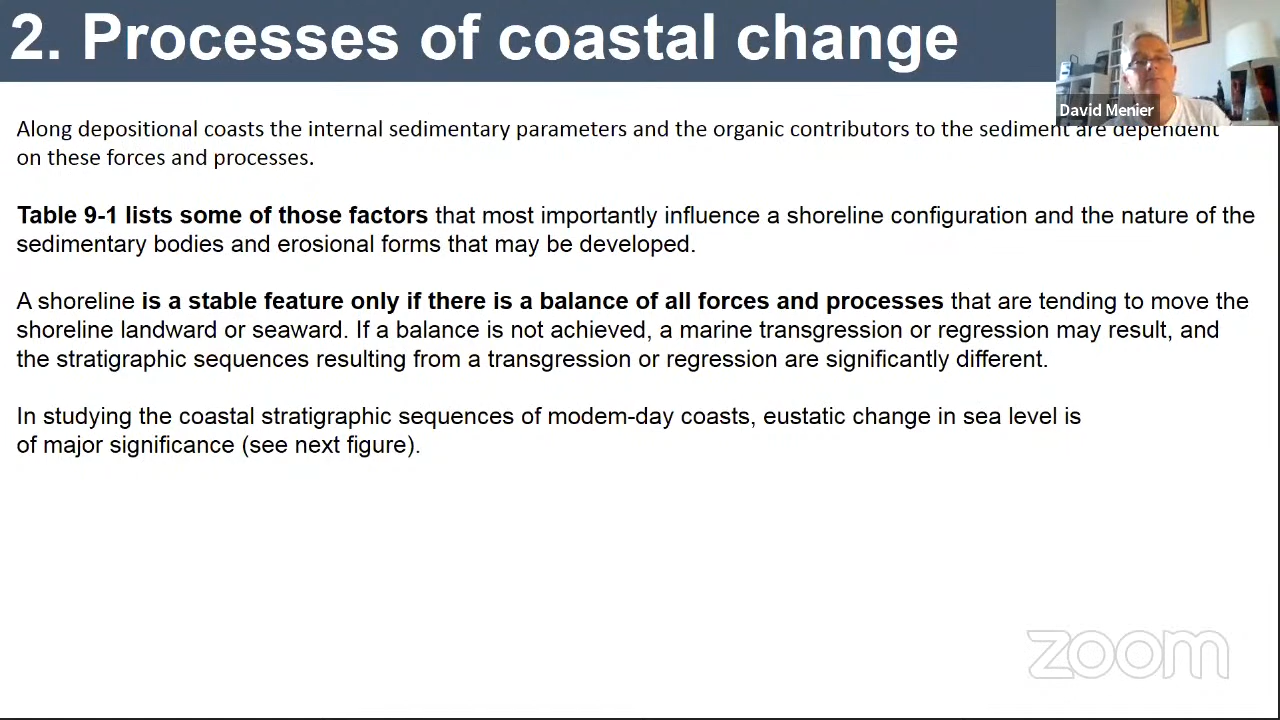 2. Processes of coastal change
David Menier
Along depositional coasts the internal sedimentary parameters and the organic contributors to the sediment are dependent
on these forces and processes.
Table 9-1 lists some of those factors that most importantly influence a shoreline configuration and the nature of the
sedimentary bodies and erosional forms that may be developed.
A shoreline is a stable feature only if there is a balance of all forces and processes that are tending to move the
shoreline landward or seaward. If a balance is not achieved, a marine transgression or regression may result, and
the stratigraphic sequences resulting from a transgression or regression are significantly different.
In studying the coastal stratigraphic sequences of modem-day coasts, eustatic change in sea level is
of major significance (see next figure).
zoom